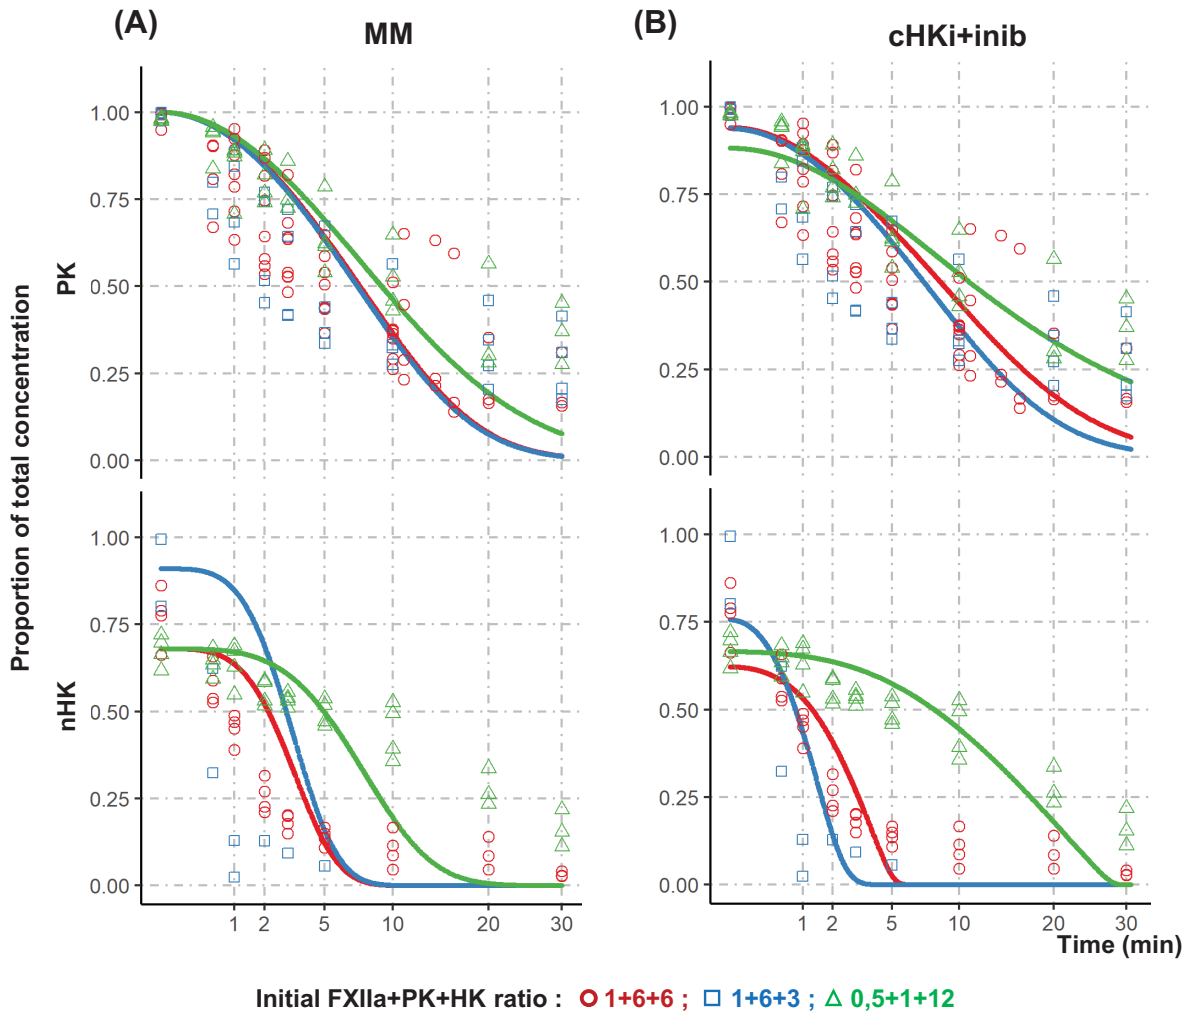 (A) MM (B) cHKi+inib
Proportion of total concentration
PK
1.00 1.00
0.75 0.75
0.50 0.50
0.25 0.25
0.00 0.00
nHK
1.00 1.00
0.75 0.75
0.50 0.50
0.25 0.25
0.00 0.00
1 2 5 10 20 30 1 2 5 10 20 30
Time (min)
Initial FXIIa+PK+HK ratio : 1+6+6 ; 1+6+3 ; 0,5+1+12